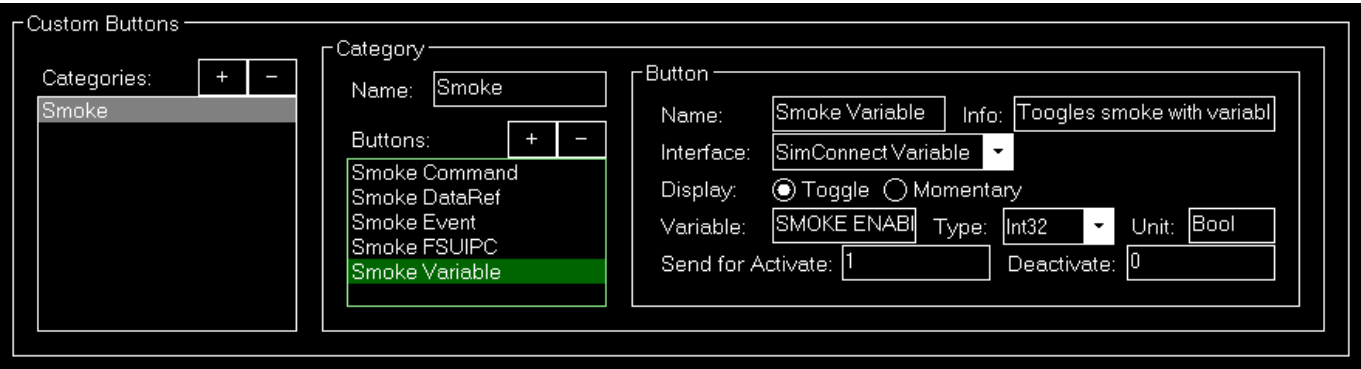 Custom Buttons
Categories: + −
Smoke
Category
Name: Smoke
Buttons: + −
Smoke Command
Smoke DataRef
Smoke Event
Smoke FSUIPC
Smoke Variable
Button
Name: Smoke Variable Info: Toogles smoke with variabl
Interface: SimConnect Variable
Display: Toggle Momentary
Variable: SMOKE ENABl Type: Int32 Unit: Bool
Send for Activate: 1 Deactivate: 0